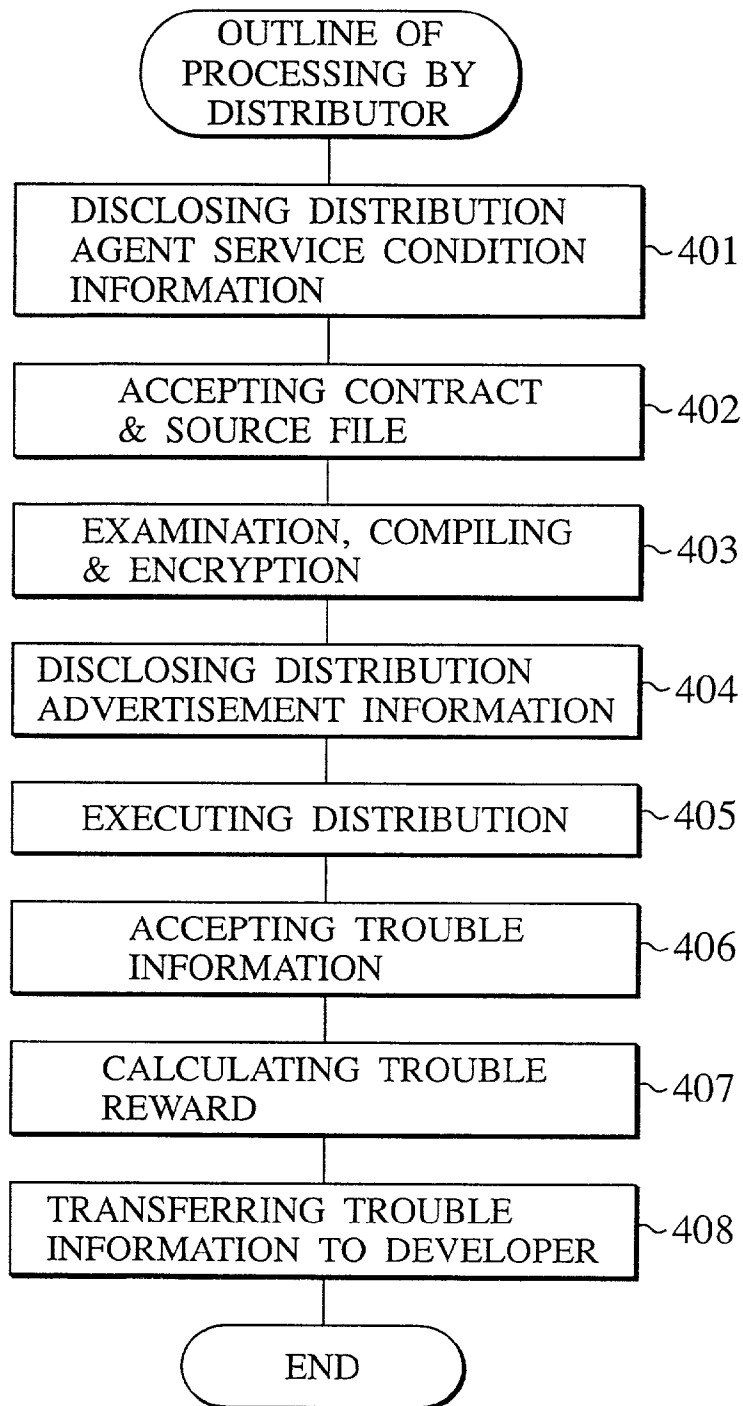 OUTLINE OF
PROCESSING BY
DISTRIBUTOR
DISCLOSING DISTRIBUTION
AGENT SERVICE CONDITION
INFORMATION
401
ACCEPTING CONTRACT
& SOURCE FILE
402
EXAMINATION, COMPILING
& ENCRYPTION
403
DISCLOSING DISTRIBUTION
ADVERTISEMENT INFORMATION
404
EXECUTING DISTRIBUTION
405
ACCEPTING TROUBLE
INFORMATION
406
CALCULATING TROUBLE
REWARD
407
TRANSFERRING TROUBLE
INFORMATION TO DEVELOPER
408
END